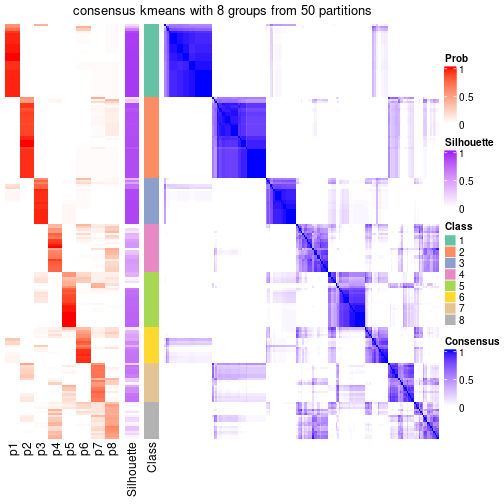 consensus kmeans with 8 groups from 50 partitions
Prob
1
0.5
0
Silhouette
1
0.5
0
Class
1
2
3
4
5
6
7
8
Consensus
1
0.5
0
p1 p2 p3 p4 p5 p6 p7 p8 Silhouette Class